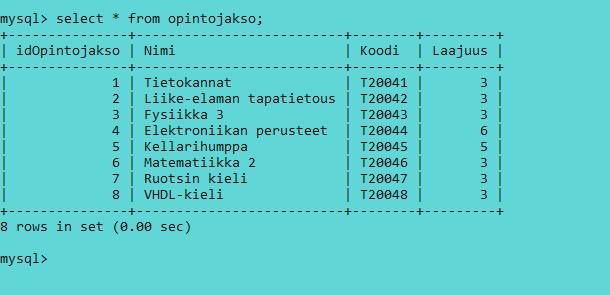 mysql> select * from opintojakso;
+---------------+--------------------------+--------+---------+
| idOpintojakso | Nimi                     | Koodi  | Laajuus |
+---------------+--------------------------+--------+---------+
|             1 | Tietokannat              | T20041 |       3 |
|             2 | Liike-elaman tapatietous | T20042 |       3 |
|             3 | Fysiikka 3               | T20043 |       3 |
|             4 | Elektroniikan perusteet  | T20044 |       6 |
|             5 | Kellarihumppa            | T20045 |       5 |
|             6 | Matematiikka 2           | T20046 |       3 |
|             7 | Ruotsin kieli            | T20047 |       3 |
|             8 | VHDL-kieli               | T20048 |       3 |
+---------------+--------------------------+--------+---------+
8 rows in set (0.00 sec)
mysql>